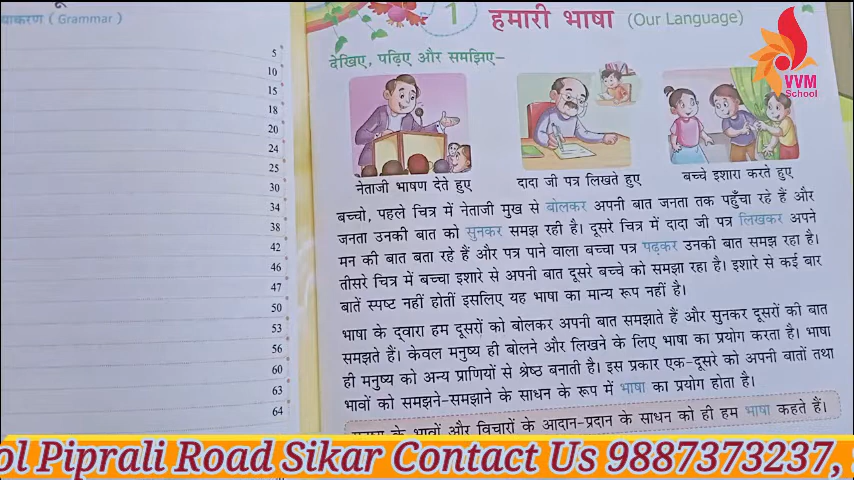 याकरण ( Grammar )
5
10
15
18
20
24
25
30
34
38
42
46
47
50
53
56
60
63
64
1 हमारी भाषा (Our Language)
VVM
School
देखिए, पढ़िए और समझिए–
नेताजी भाषण देते हुए
दादा जी पत्र लिखते हुए
बच्चे इशारा करते हुए
बच्चो, पहले चित्र में नेताजी मुख से बोलकर अपनी बात जनता तक पहुँचा रहे हैं और
जनता उनकी बात को सुनकर समझ रही है। दूसरे चित्र में दादा जी पत्र लिखकर अपने
मन की बात बता रहे हैं और पत्र पाने वाला बच्चा पत्र पढ़कर उनकी बात समझ रहा है।
तीसरे चित्र में बच्चा इशारे से अपनी बात दूसरे बच्चे को समझा रहा है। इशारे से कई बार
बातें स्पष्ट नहीं होतीं इसलिए यह भाषा का मान्य रूप नहीं है।
भाषा के द्वारा हम दूसरों को बोलकर अपनी बात समझाते हैं और सुनकर दूसरों की बात
समझते हैं। केवल मनुष्य ही बोलने और लिखने के लिए भाषा का प्रयोग करता है। भाषा
ही मनुष्य को अन्य प्राणियों से श्रेष्ठ बनाती है। इस प्रकार एक-दूसरे को अपनी बातों तथा
भावों को समझने-समझाने के साधन के रूप में भाषा का प्रयोग होता है।
के भावों और विचारों के आदान-प्रदान के साधन को ही हम भाषा कहते हैं।
ol Piprali Road Sikar Contact Us 9887373237,